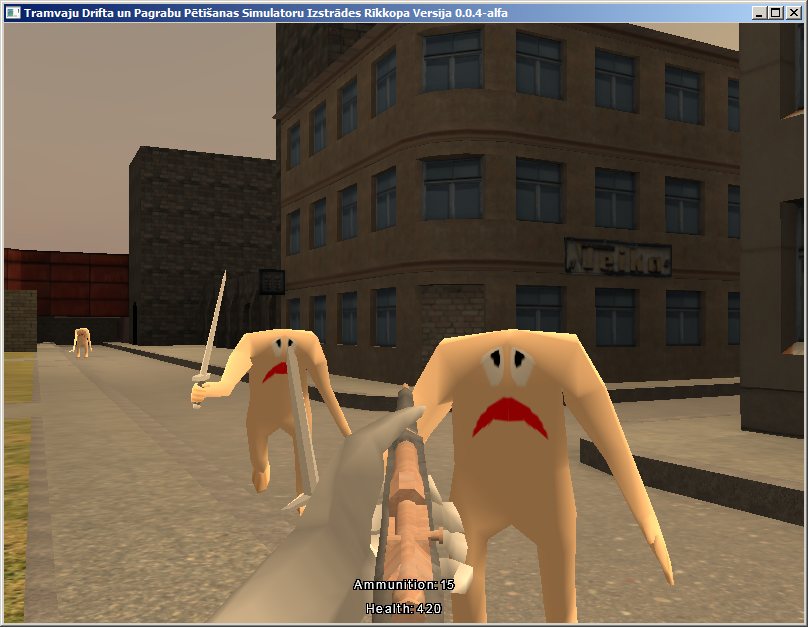 Tramvaju Drifta un Pagrabu Pētīšanas Simulatoru Izstrādes Rīkkopa Versija 0.0.4-alfa
Ammunition:15
Health:420